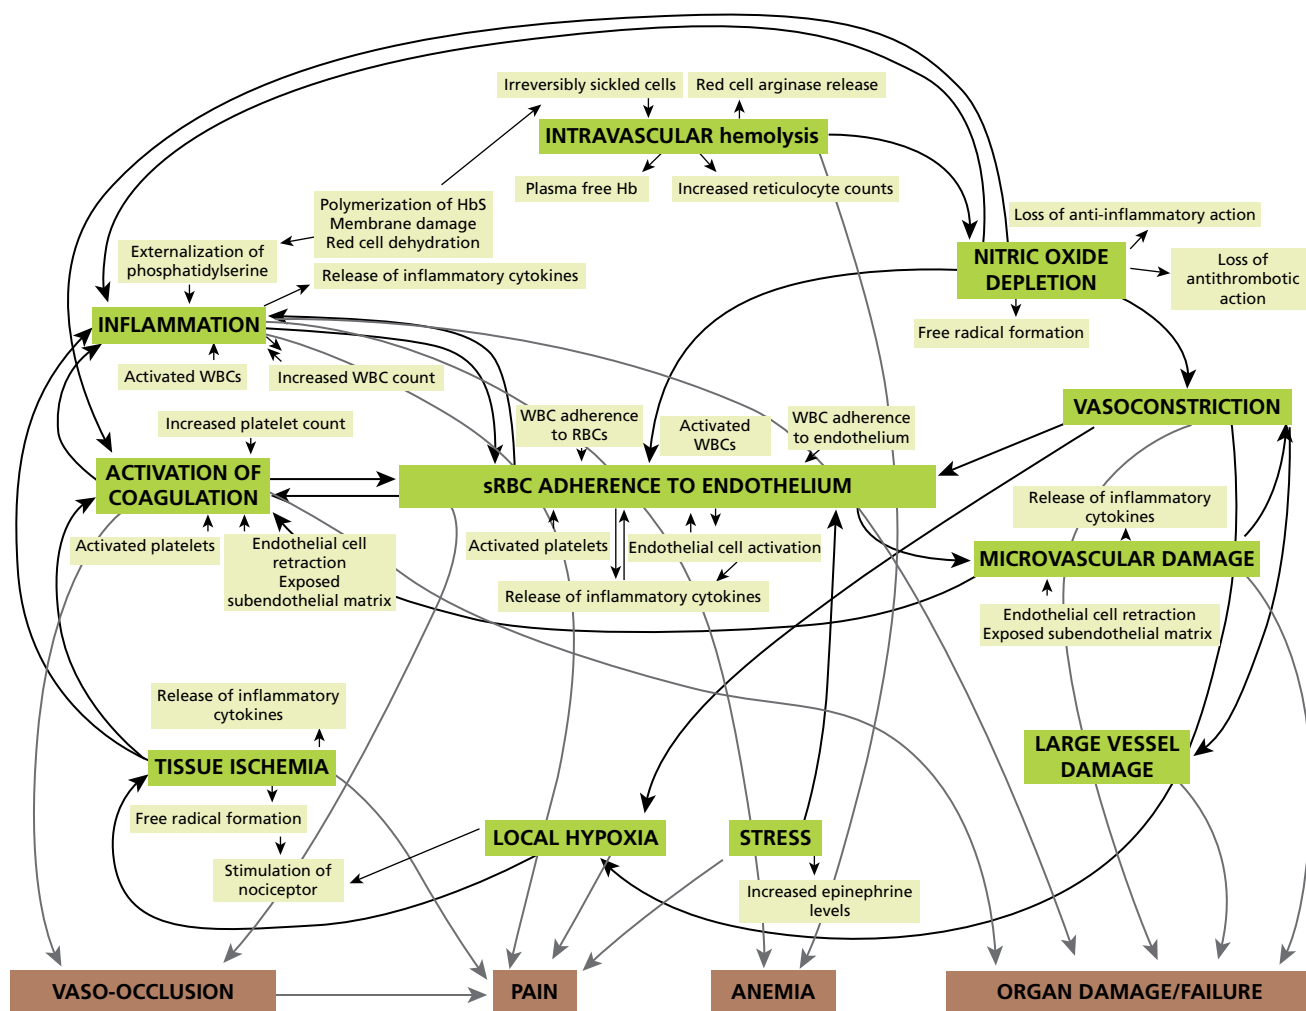 Irreversibly sickled cells
Red cell arginase release
INTRAVASCULAR hemolysis
Plasma free Hb
Increased reticulocyte counts
Polymerization of HbS
Membrane damage
Red cell dehydration
Loss of anti-inflammatory action
Externalization of
phosphatidylserine
Release of inflammatory cytokines
NITRIC OXIDE
DEPLETION
Loss of
antithrombotic
action
INFLAMMATION
Free radical formation
Activated WBCs
Increased WBC count
VASOCONSTRICTION
Increased platelet count
WBC adherence
to RBCs
Activated
WBCs
WBC adherence
to endothelium
ACTIVATION OF
COAGULATION
sRBC ADHERENCE TO ENDOTHELIUM
Release of inflammatory
cytokines
Activated platelets
Endothelial cell
retraction
Exposed
subendothelial matrix
Activated platelets
Endothelial cell activation
MICROVASCULAR DAMAGE
Release of inflammatory cytokines
Endothelial cell retraction
Exposed subendothelial matrix
Release of inflammatory
cytokines
TISSUE ISCHEMIA
LARGE VESSEL
DAMAGE
Free radical formation
LOCAL HYPOXIA
STRESS
Stimulation of
nociceptor
Increased epinephrine
levels
VASO-OCCLUSION
PAIN
ANEMIA
ORGAN DAMAGE/FAILURE